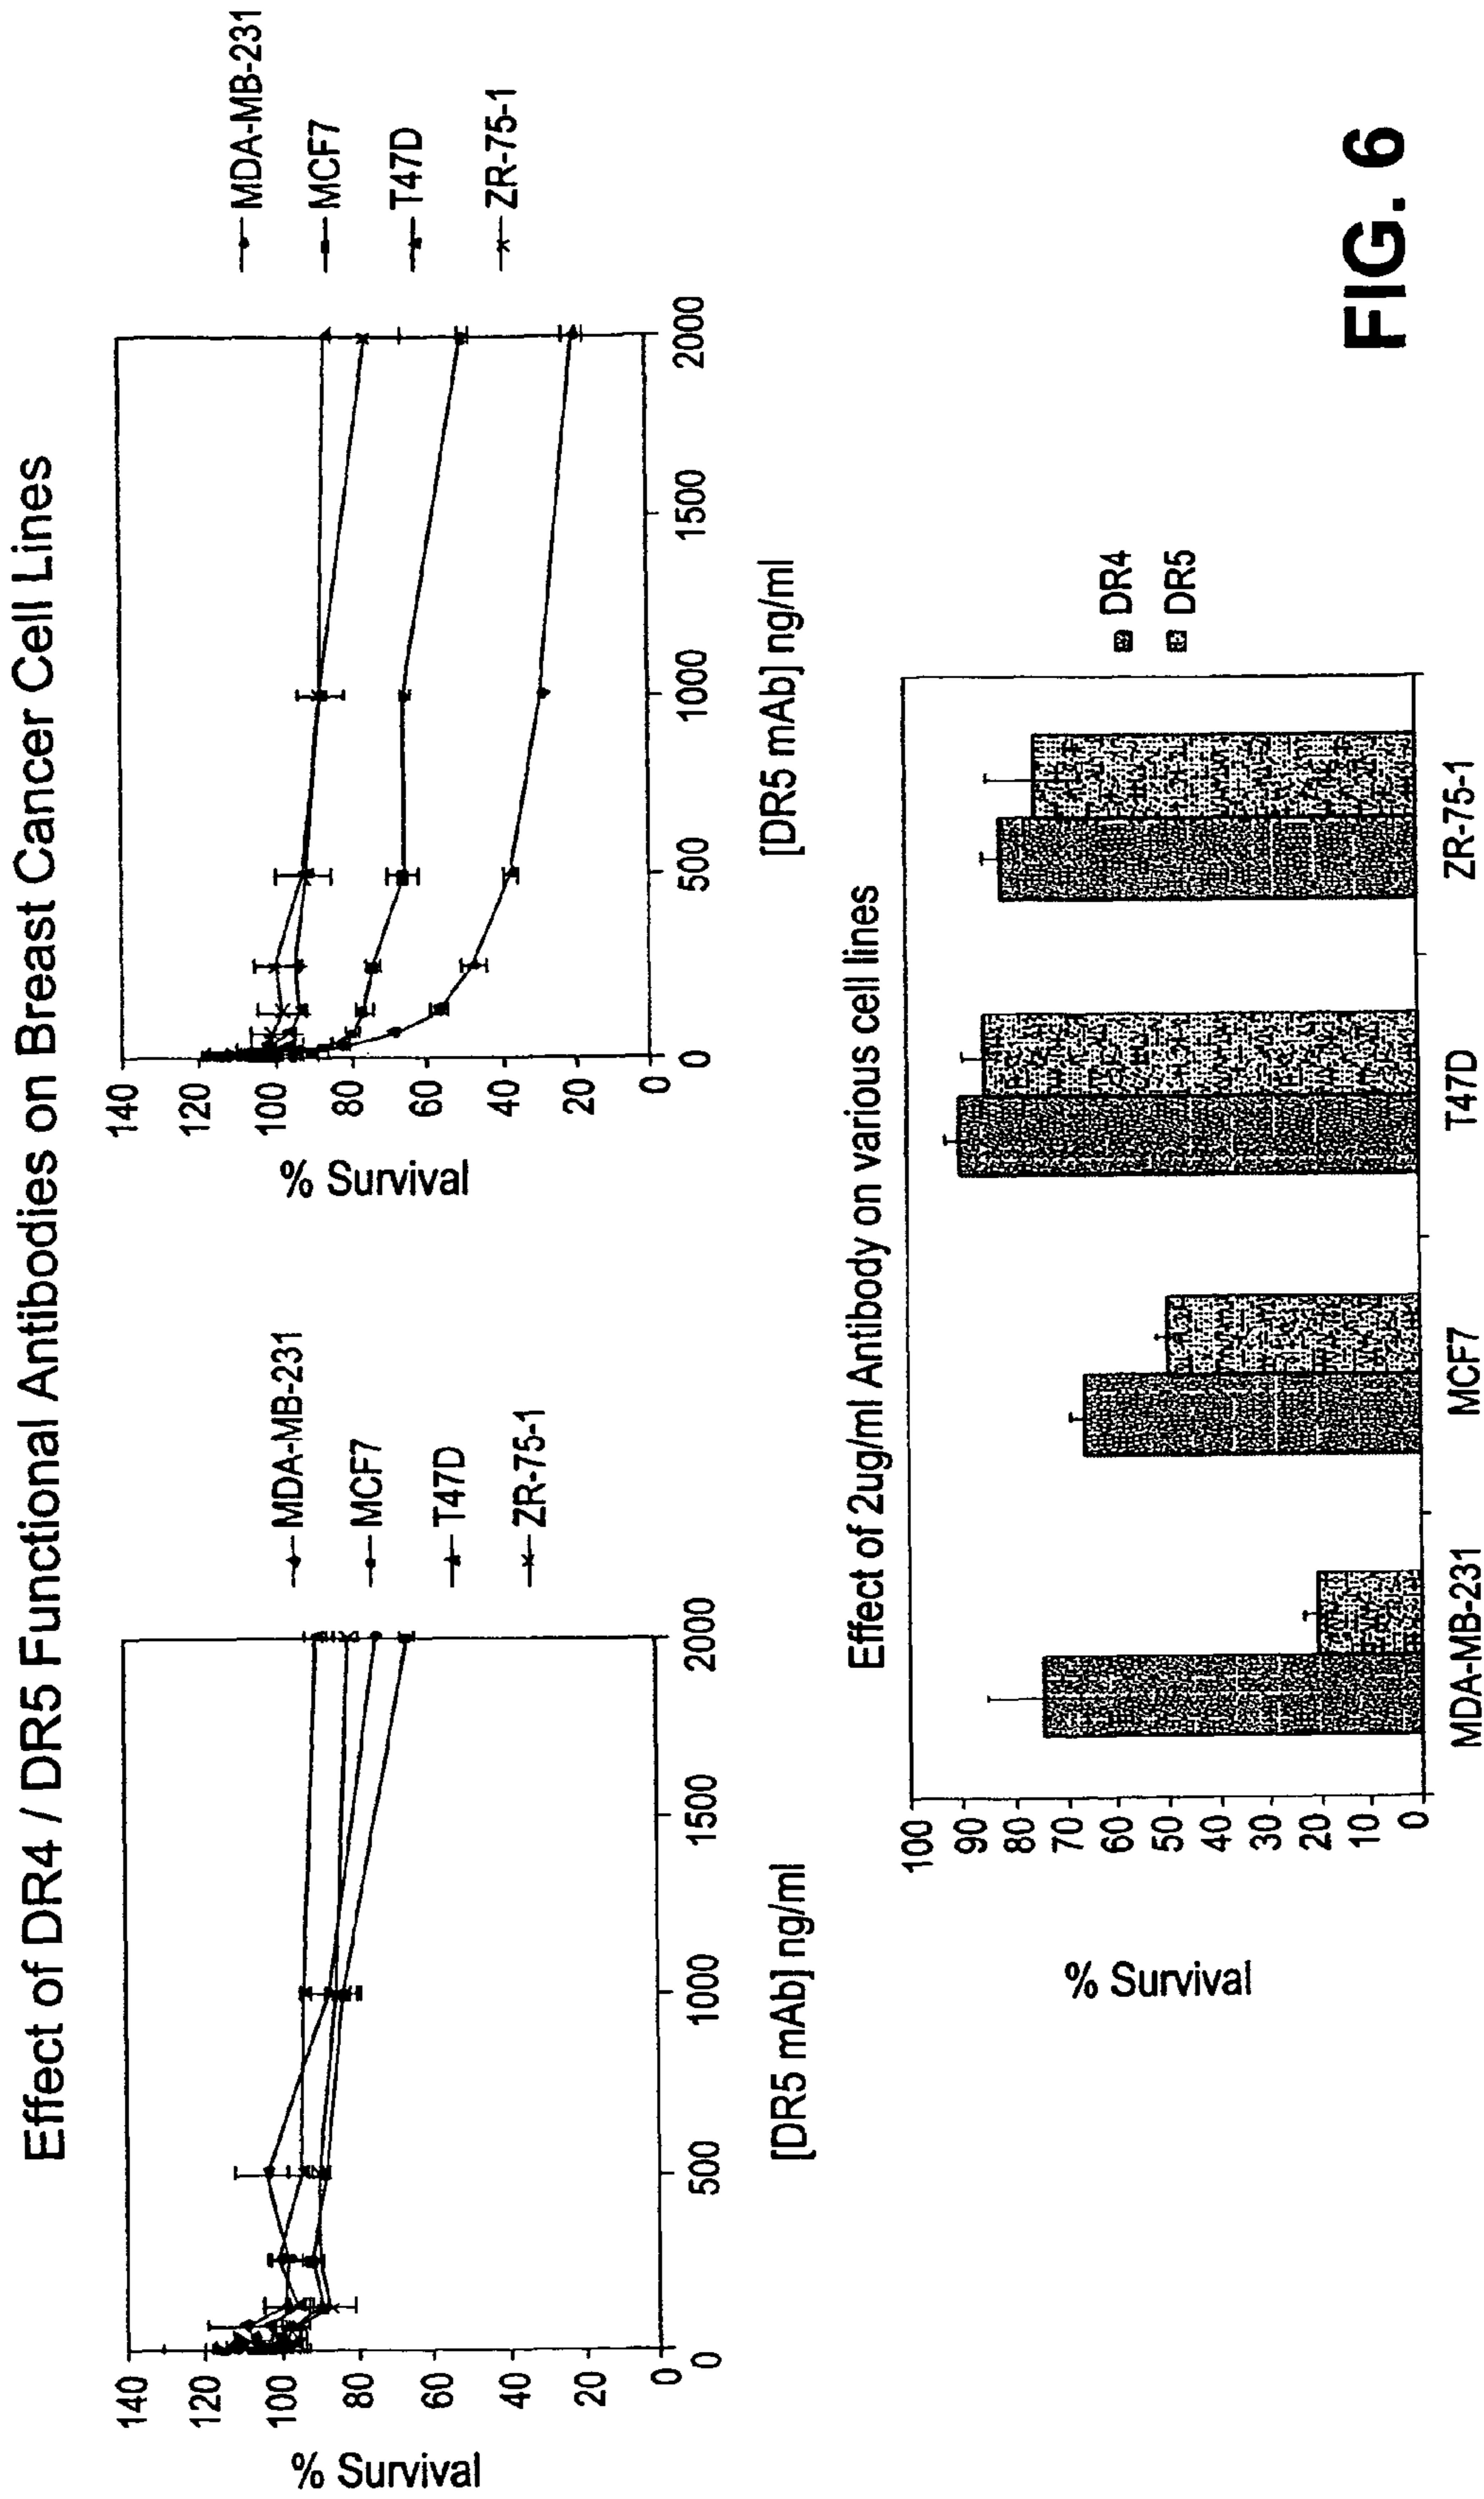 Effect of DR4 / DR5 Functional Antibodies on Breast Cancer Cell Lines
% Survival
140
120
100
80
60
40
20
0
0
500
1000
1500
2000
[DR5 mAb] ng/ml
MDA-MB-231
MCF7
T47D
ZR-75-1
% Survival
140
120
100
80
60
40
20
0
0
500
1000
1500
2000
[DR5 mAb] ng/ml
MDA-MB-231
MCF7
T47D
ZR-75-1
Effect of 2ug/ml Antibody on various cell lines
% Survival
100
90
80
70
60
50
40
30
20
10
0
MDA-MB-231
MCF7
T47D
ZR-75-1
DR4
DR5
FIG. 6